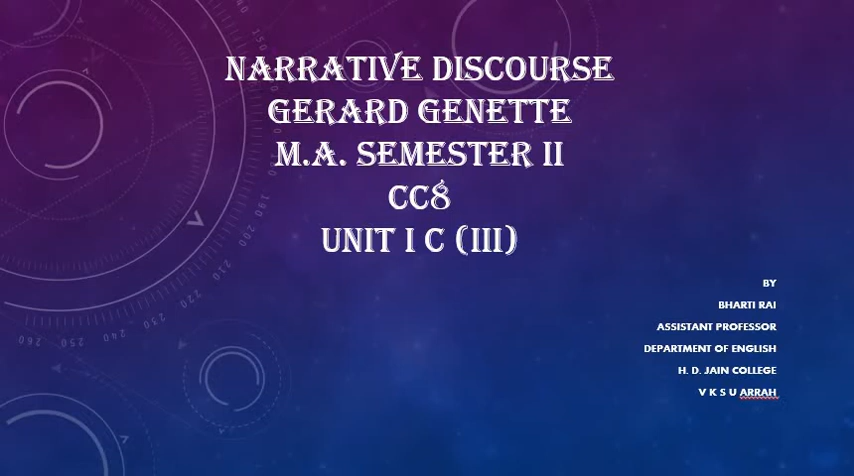 NARRATIVE DISCOURSE
GERARD GENETTE
M.A. SEMESTER II
CC8
UNIT I C (III)
BY
BHARTI RAI
ASSISTANT PROFESSOR
DEPARTMENT OF ENGLISH
H. D. JAIN COLLEGE
V K S U ARRAH